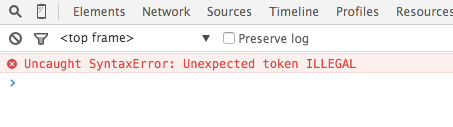 Elements Network Sources Timeline Profiles Resources
<top frame> Preserve log
Uncaught SyntaxError: Unexpected token ILLEGAL